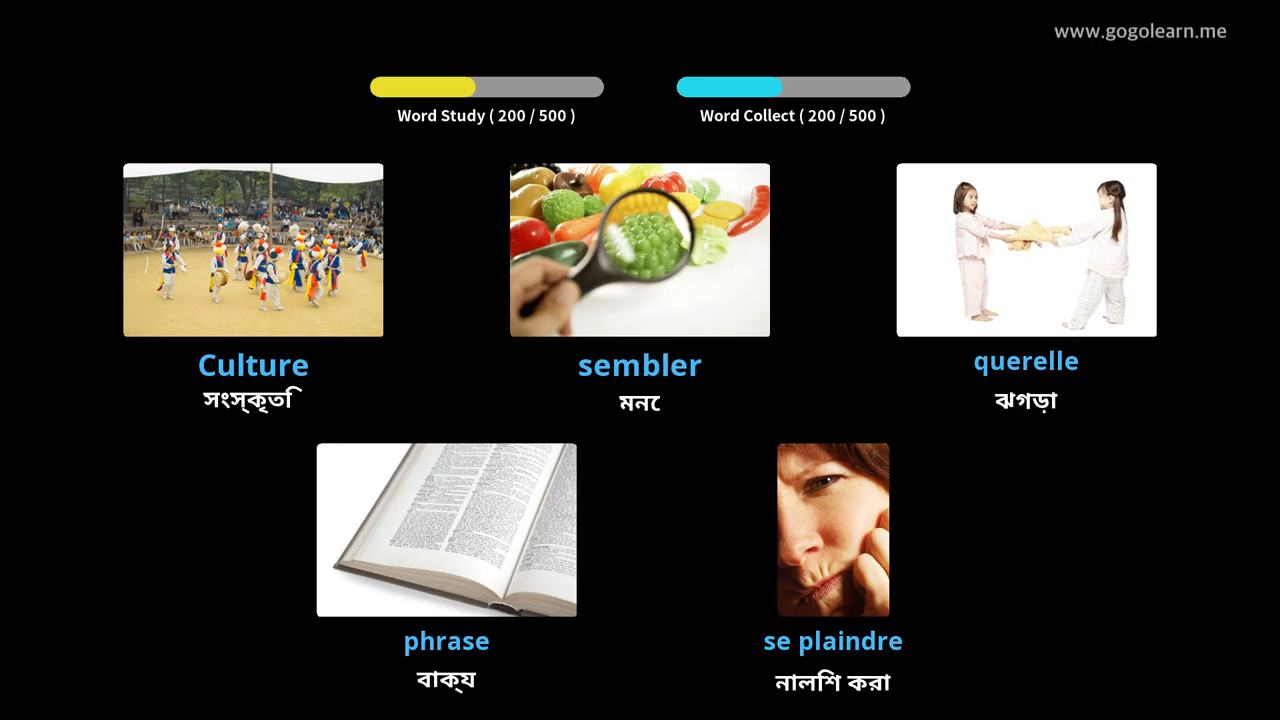 www.gogolearn.me
Word Study ( 200 / 500 )
Word Collect ( 200 / 500 )
Culture
সংস্কৃতি
sembler
মনে
querelle
ঝগড়া
phrase
বাক্য
se plaindre
নালিশ করা